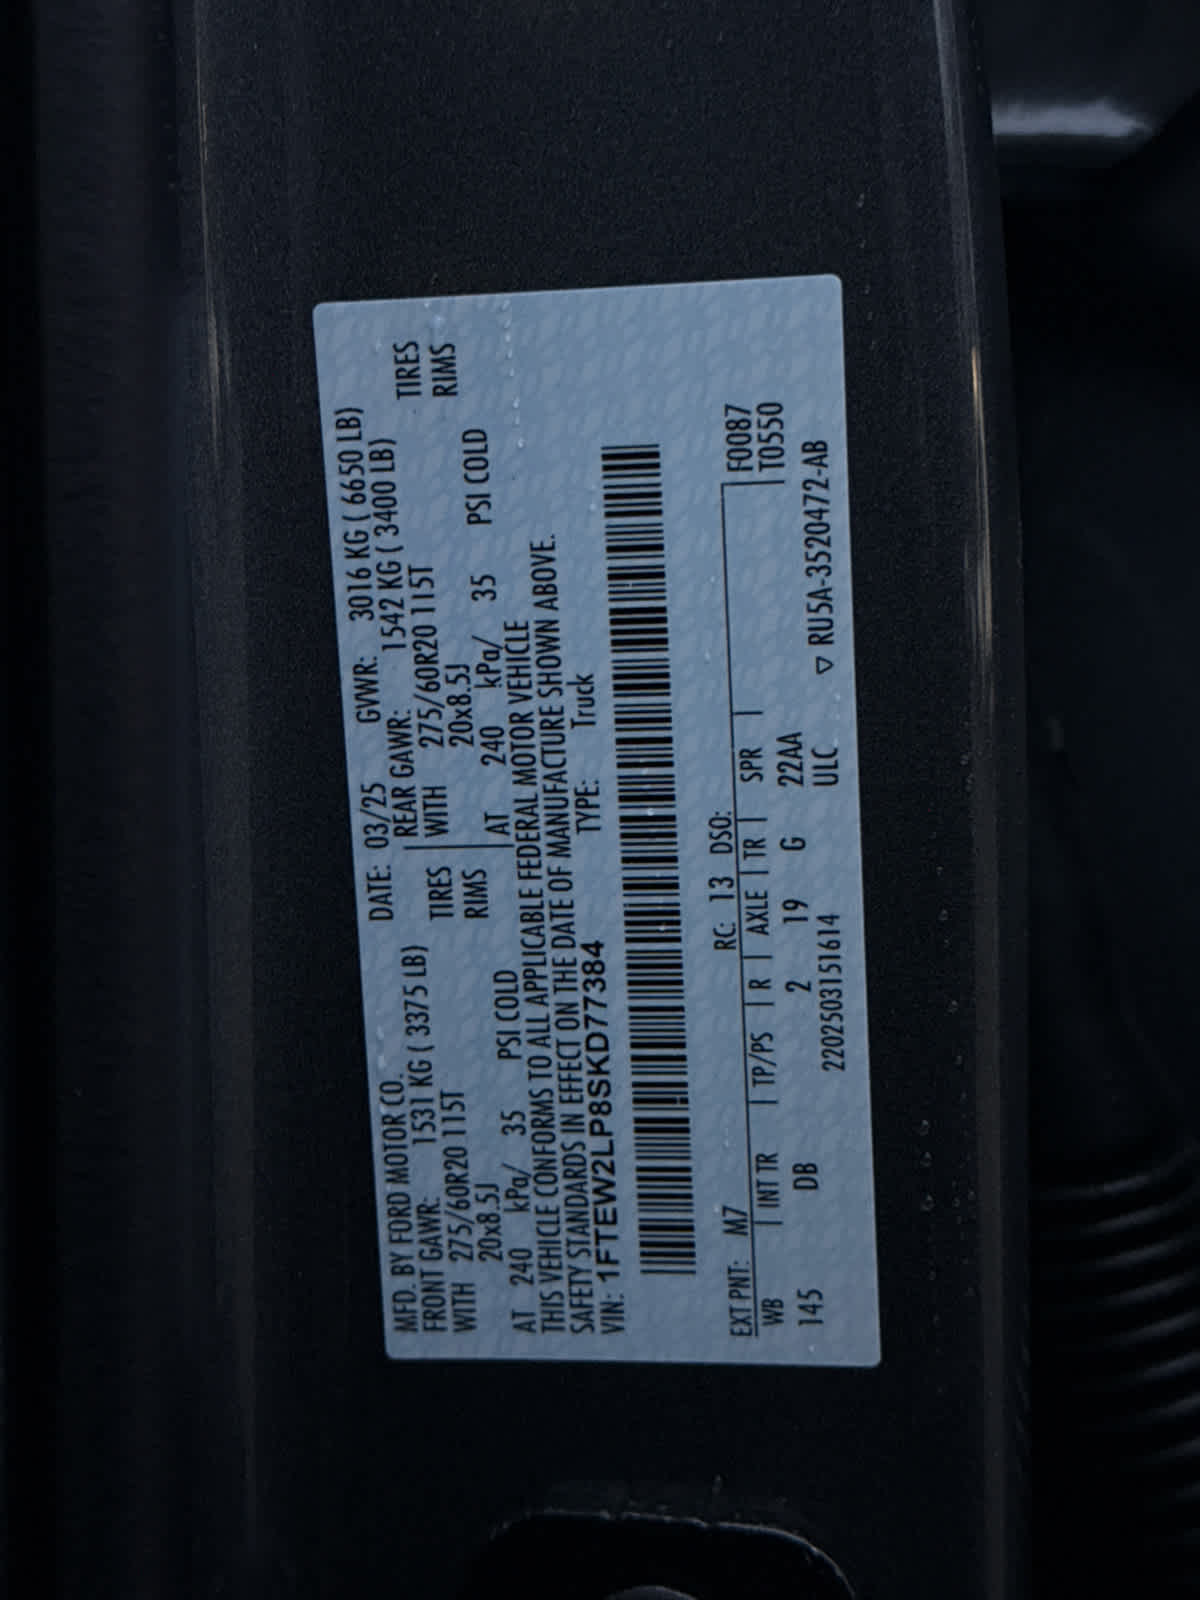 MFD. BY FORD MOTOR CO. DATE: 03/25 GVWR: 3016 KG ( 6650 LB)
FRONT GAWR: 1531 KG ( 3375 LB) REAR GAWR: 1542 KG ( 3400 LB)
WITH 275/60R20 115T TIRES WITH 275/60R20 115T TIRES
20x8.5J RIMS 20x8.5J RIMS
AT 240 kPa/ 35 PSI COLD AT 240 kPa/ 35 PSI COLD
THIS VEHICLE CONFORMS TO ALL APPLICABLE FEDERAL MOTOR VEHICLE
SAFETY STANDARDS IN EFFECT ON THE DATE OF MANUFACTURE SHOWN ABOVE.
VIN: 1FTEW2LP8SKD77384 TYPE: Truck
EXT PNT: M7 RC: 13 DSO: F0087
WB INT TR TP/PS R AXLE TR SPR T0550
145 DB 2 19 G 22AA
2202503151614 ULC ▽ RU5A-3520472-AB